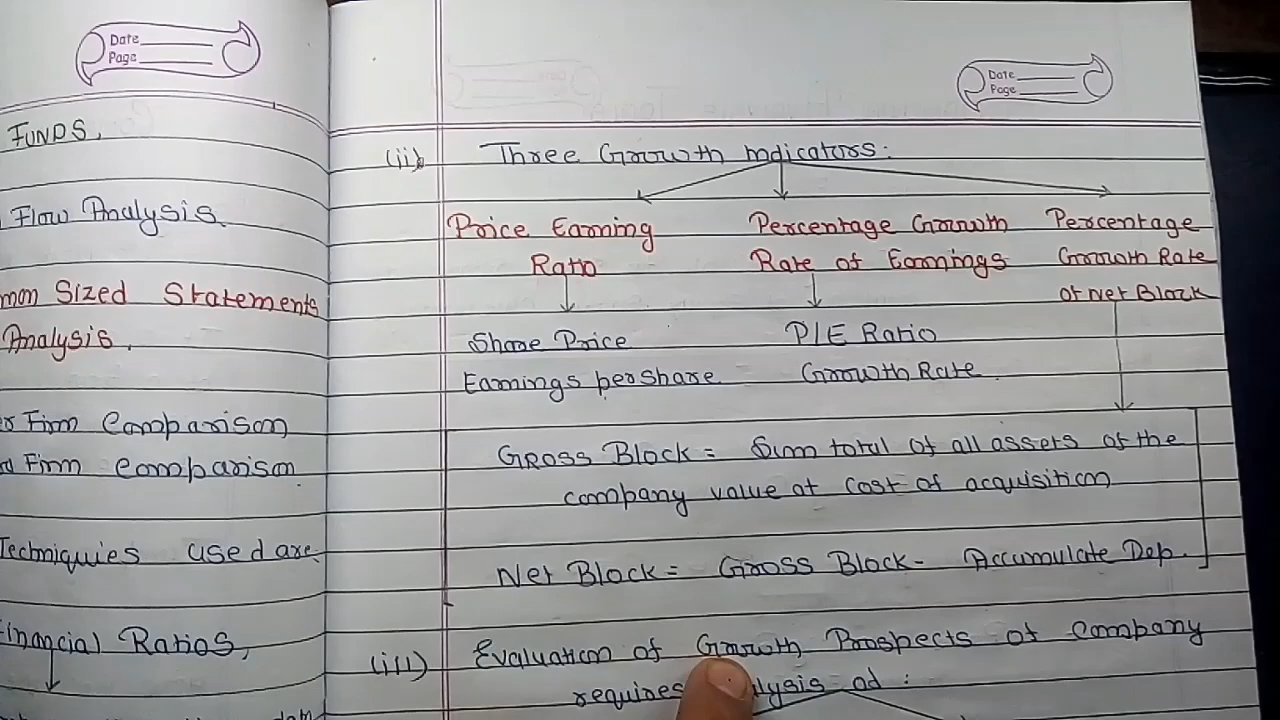 Date
Page
FUNDS.
Flow Analysis
Sized Statements
Analysis.
Firm Comparison
Firm comparison
Techniquies used are
Financial Ratios,
Date
Page
(ii) Three Growth Indicators:
Price Earning Percentage Growth Percentage
Ratio Rate of Earnings Growth Rate
of Net Block
Share Price P/E Ratio
Earnings per share Growth Rate
Gross Block = Sum total of all assets of the
company value at cost of acquisition
Net Block = Gross Block - Accumulate Dep.
(iii) Evaluation of Growth Prospects of company
requires of :